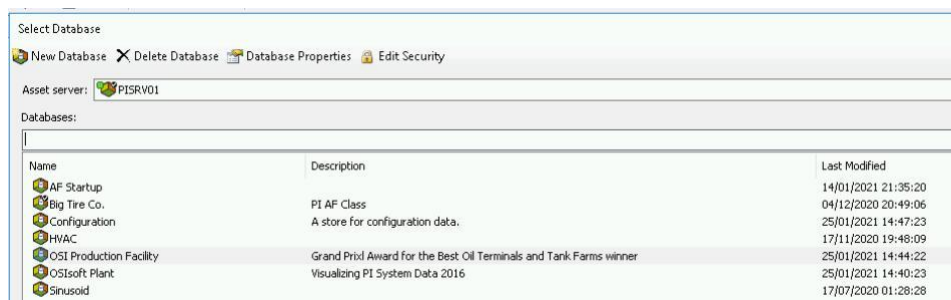 Select Database
New Database Delete Database Database Properties Edit Security
Asset server: PISRV01
Databases:
Name Description Last Modified
AF Startup 14/01/2021 21:35:20
Big Tire Co. PI AF Class 04/12/2020 20:49:06
Configuration A store for configuration data. 25/01/2021 14:47:23
HVAC 17/11/2020 19:48:09
OSI Production Facility Grand Prixl Award for the Best Oil Terminals and Tank Farms winner 25/01/2021 14:44:22
OSIsoft Plant Visualizing PI System Data 2016 25/01/2021 14:40:23
Sinusoid 17/07/2020 01:28:28